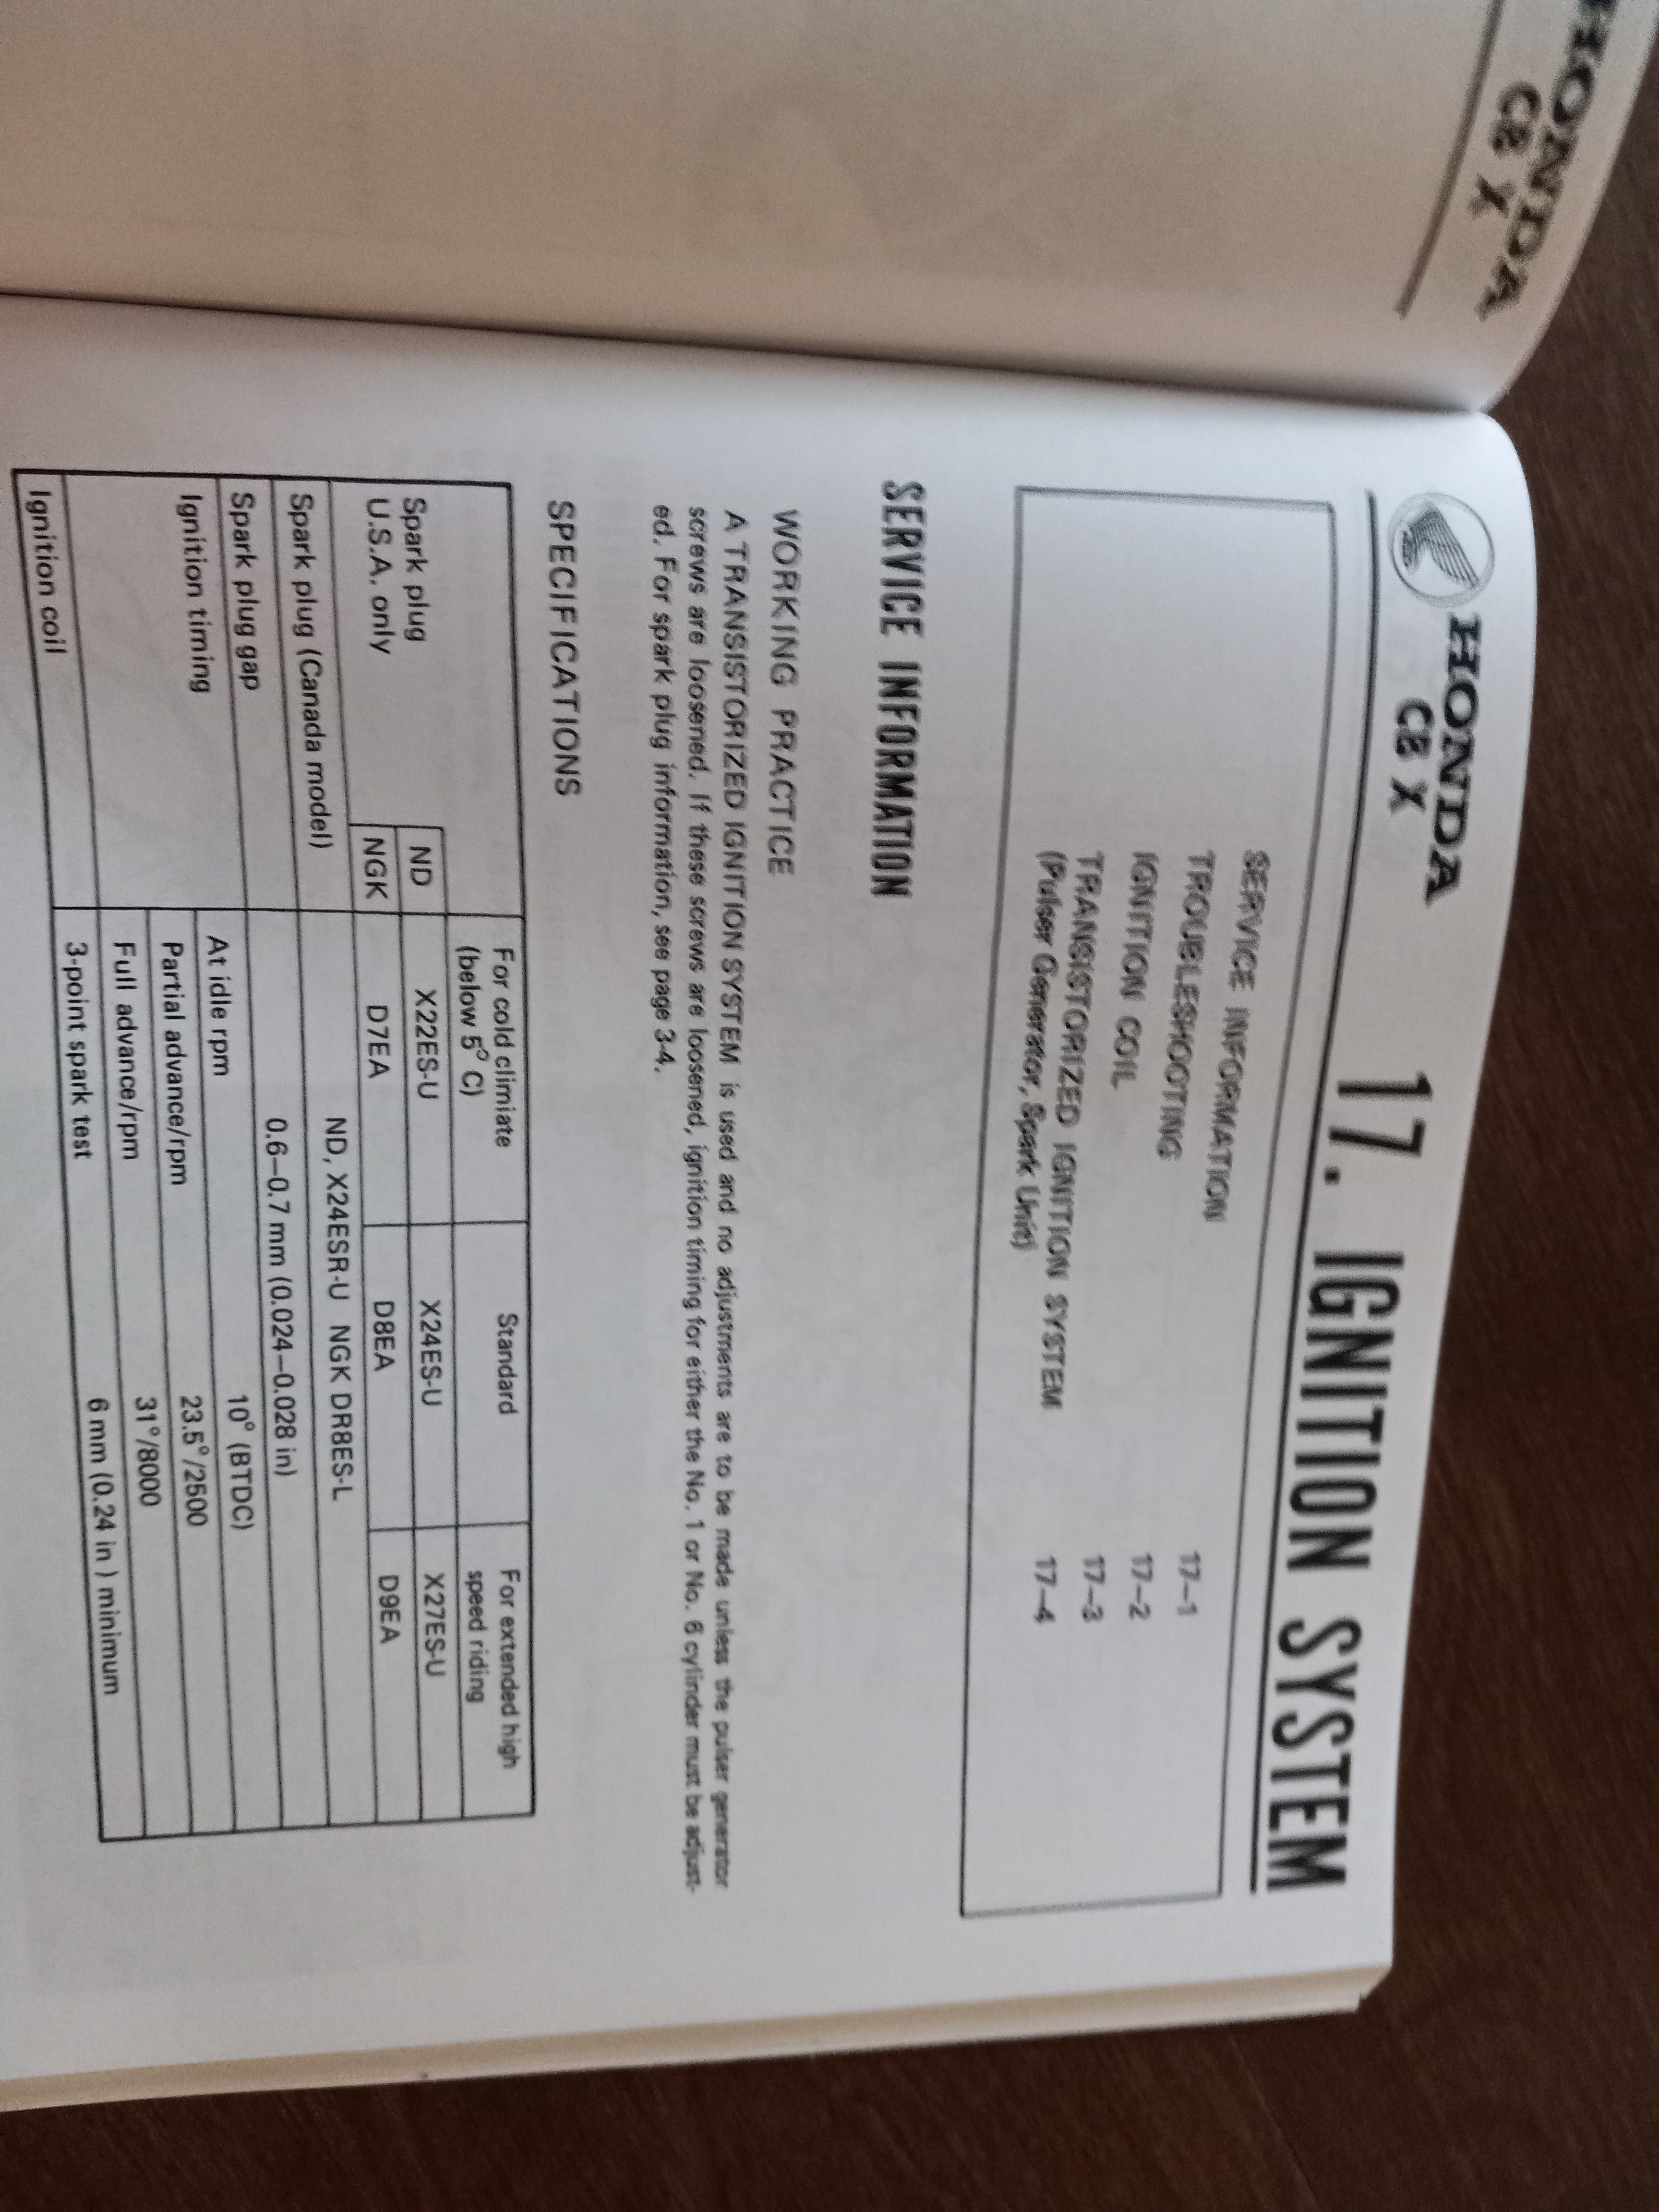 HONDA
CB X
HONDA
CB X
17. IGNITION SYSTEM
SERVICE INFORMATION 17–1
TROUBLESHOOTING 17–2
IGNITION COIL 17–3
TRANSISTORIZED IGNITION SYSTEM 17–4
(Pulser Generator, Spark Unit)
SERVICE INFORMATION
WORKING PRACTICE
A TRANSISTORIZED IGNITION SYSTEM is used and no adjustments are to be made unless the pulser generator
screws are loosened. If these screws are loosened, ignition timing for either the No. 1 or No. 6 cylinder must be adjust-
ed. For spark plug information, see page 3-4.
SPECIFICATIONS
For cold climiate Standard For extended high
(below 5° C) speed riding
Spark plug ND X22ES-U X24ES-U X27ES-U
U.S.A. only NGK D7EA D8EA D9EA
Spark plug (Canada model) ND, X24ESR-U NGK DR8ES-L
Spark plug gap 0.6–0.7 mm (0.024–0.028 in)
Ignition timing At idle rpm 10° (BTDC)
Partial advance/rpm 23.5°/2500
Full advance/rpm 31°/8000
Ignition coil 3-point spark test 6 mm (0.24 in ) minimum